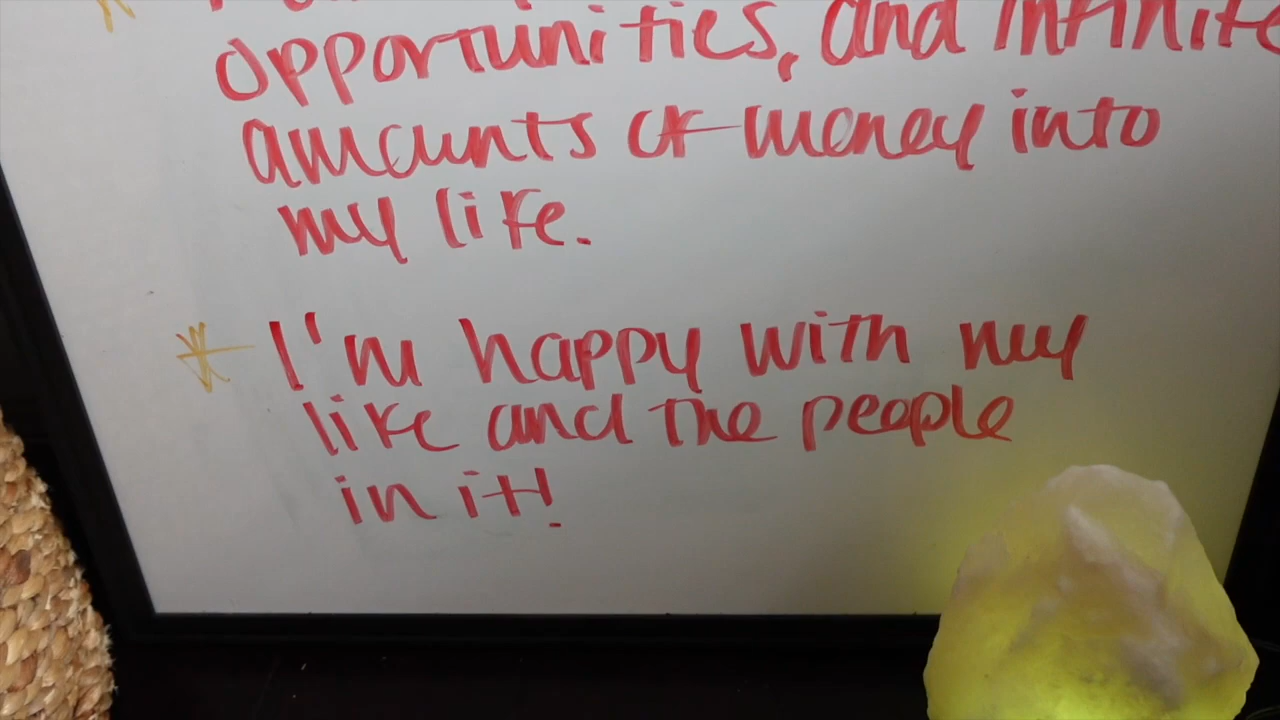 opportunities, and infinite
amounts of money into
my life.
* I'm happy with my
life and the people
in it!